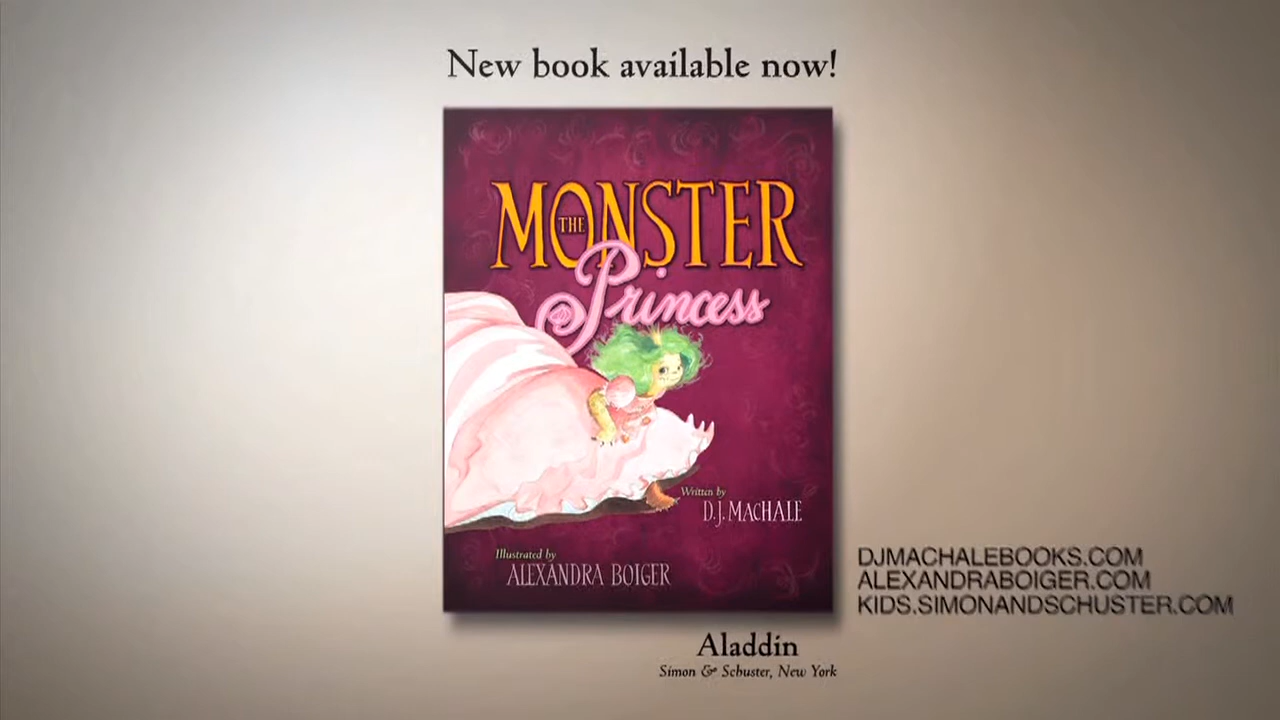 New book available now!
THE
MONSTER
Princess
Written by
D.J. MACHALE
Illustrated by
ALEXANDRA BOIGER
DJMACHALEBOOKS.COM
ALEXANDRABOIGER.COM
KIDS.SIMONANDSCHUSTER.COM
Aladdin
Simon & Schuster, New York